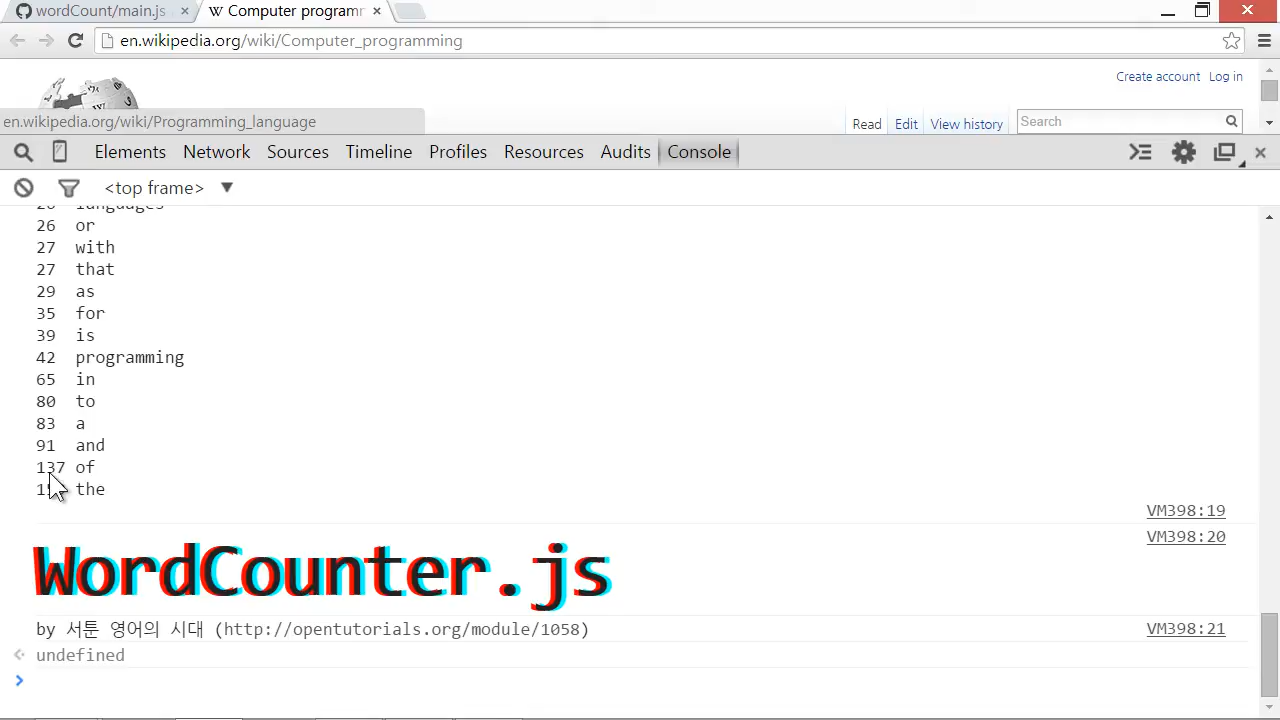 wordCount/main.js
Computer programm
en.wikipedia.org/wiki/Computer_programming
Create account Log in
en.wikipedia.org/wiki/Programming_language
Read Edit View history Search
Elements Network Sources Timeline Profiles Resources Audits Console
<top frame>
languages
26 or
27 with
27 that
29 as
35 for
39 is
42 programming
65 in
80 to
83 a
91 and
137 of
the
VM398:19
VM398:20
WordCounter.js
by 서툰 영어의 시대 (http://opentutorials.org/module/1058) VM398:21
undefined